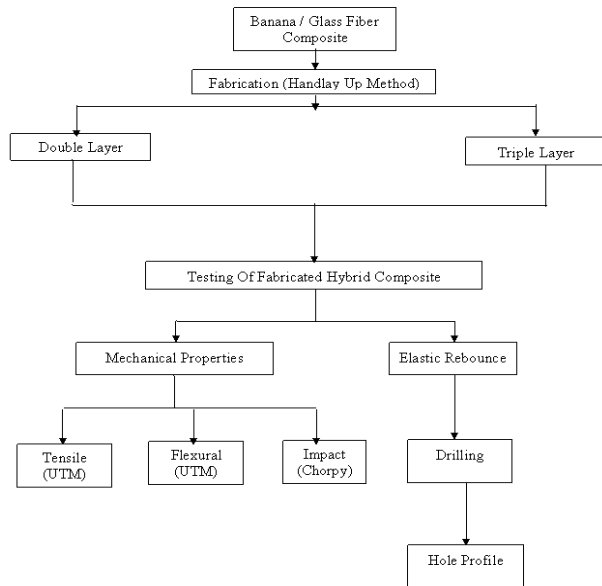 Banana / Glass Fiber
Composite
Fabrication (Handlay Up Method)
Double Layer
Triple Layer
Testing Of Fabricated Hybrid Composite
Mechanical Properties
Elastic Rebounce
Tensile
(UTM)
Flexural
(UTM)
Impact
(Chorpy)
Drilling
Hole Profile